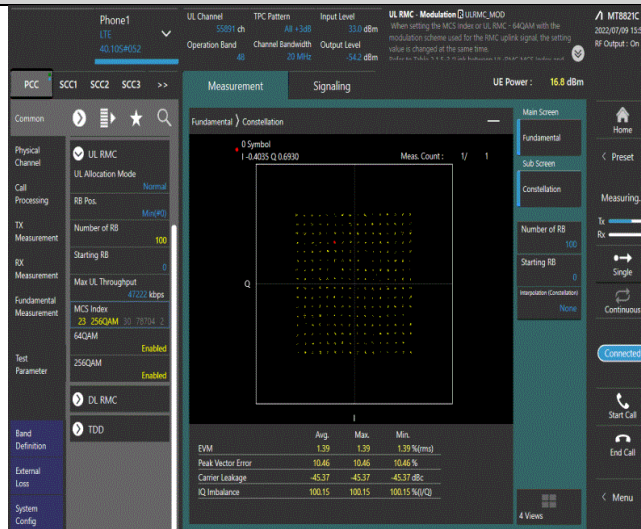 Phone1
LTE
40.105#052
UL Channel
55891 ch
TPC Pattern
All +3dB
Input Level
33.0 dBm
Operation Band
48
Channel Bandwidth
20 MHz
Output Level
-54.2 dBm
UL RMC - Modulation ULRMC_MOD
When setting the MCS Index of UL RMC - 64QAM with the
modulation scheme used for the RMC uplink signal, the setting
value is changed at the same time.
MT8821C
2022/07/09 15:5
RF Output : On
PCC
SCC1
SCC2
SCC3
>>
Measurement
Signaling
UE Power : 16.8 dBm
Common
Physical
Channel
Call
Processing
TX
Measurement
RX
Measurement
Fundamental
Measurement
Test
Parameter
Band
Definition
External
Loss
System
Config
UL RMC
UL Allocation Mode
Normal
RB Pos.
Min(#0)
Number of RB
100
Starting RB
0
Max UL Throughput
47222 kbps
MCS Index
23 256QAM 30 78704 2
64QAM
Enabled
256QAM
Enabled
DL RMC
TDD
Fundamental 〉 Constellation
0 Symbol
I -0.4035 Q 0.6930
Meas. Count : 1/ 1
Q
I
Avg. Max. Min.
EVM 1.39 1.39 1.39 %(rms)
Peak Vector Error 10.46 10.46 10.46 %
Carrier Leakage -45.37 -45.37 -45.37 dBc
IQ Imbalance 100.15 100.15 100.15 %(I/Q)
Main Screen
Fundamental
Sub Screen
Constellation
Number of RB
100
Starting RB
0
Interpolation (Constellation)
None
4 Views
Home
< Preset
Measuring..
Tx
Rx
Single
Continuous
Connected
Start Call
End Call
< Menu